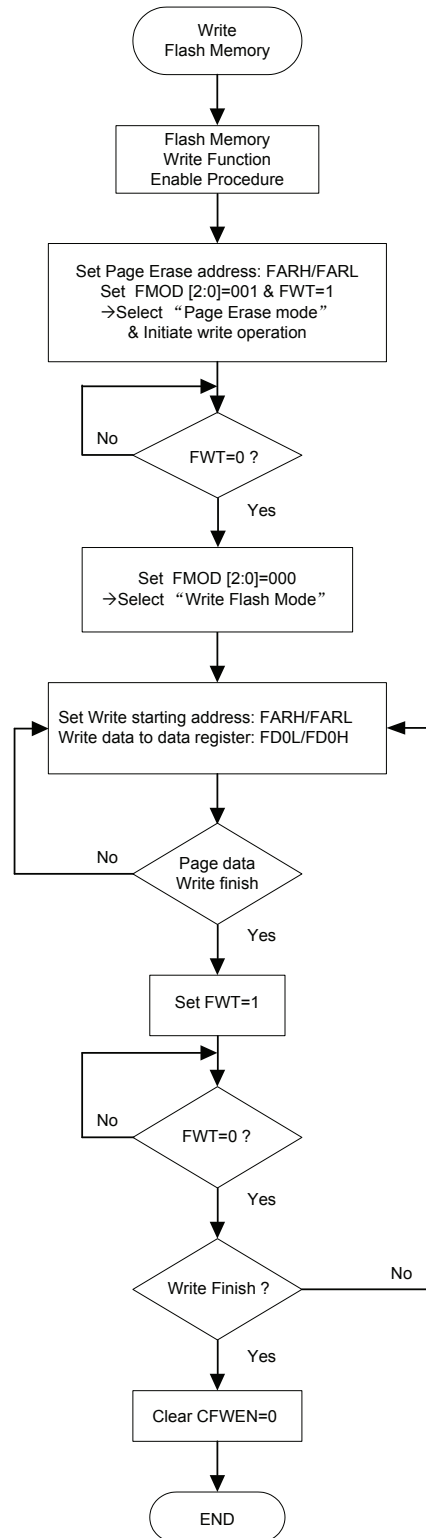 Write
Flash Memory
Flash Memory
Write Function
Enable Procedure
Set Page Erase address: FARH/FARL
Set FMOD [2:0]=001 & FWT=1
→Select “Page Erase mode”
& Initiate write operation
No
FWT=0 ?
Yes
Set FMOD [2:0]=000
→Select “Write Flash Mode”
Set Write starting address: FARH/FARL
Write data to data register: FD0L/FD0H
No
Page data
Write finish
Yes
Set FWT=1
No
FWT=0 ?
Yes
Write Finish ?
No
Yes
Clear CFWEN=0
END